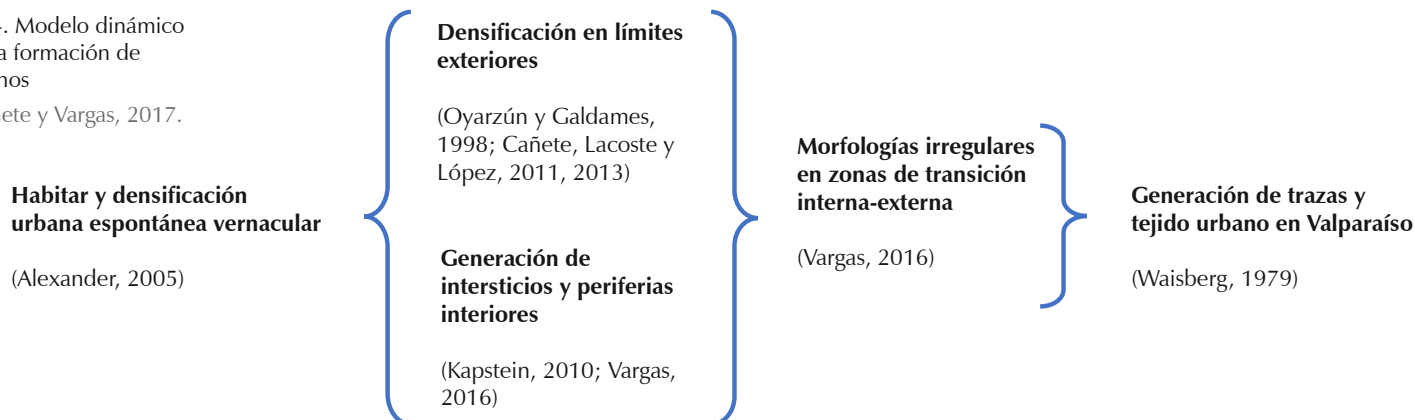 . Modelo dinámico
a formación de
nos
ete y Vargas, 2017.
Habitar y densificación
urbana espontánea vernacular
(Alexander, 2005)
Densificación en límites
exteriores
(Oyarzún y Galdames,
1998; Cañete, Lacoste y
López, 2011, 2013)
Generación de
intersticios y periferias
interiores
(Kapstein, 2010; Vargas,
2016)
Morfologías irregulares
en zonas de transición
interna-externa
(Vargas, 2016)
Generación de trazas y
tejido urbano en Valparaíso
(Waisberg, 1979)